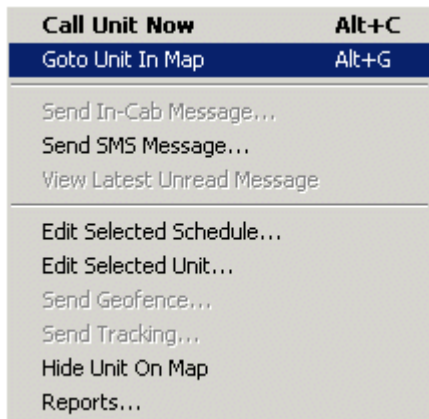 Call Unit Now Alt+C
Goto Unit In Map Alt+G
Send In-Cab Message...
Send SMS Message...
View Latest Unread Message
Edit Selected Schedule...
Edit Selected Unit...
Send Geofence...
Send Tracking...
Hide Unit On Map
Reports...